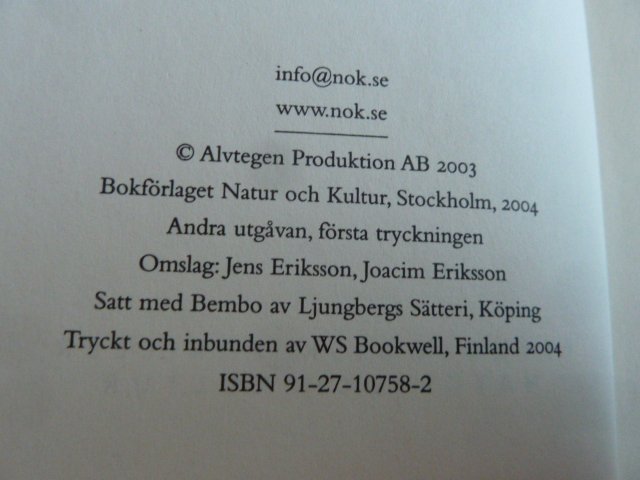 info@nok.se
www.nok.se
© Alvtegen Produktion AB 2003
Bokförlaget Natur och Kultur, Stockholm, 2004
Andra utgåvan, första tryckningen
Omslag: Jens Eriksson, Joacim Eriksson
Satt med Bembo av Ljungbergs Sätteri, Köping
Tryckt och inbunden av WS Bookwell, Finland 2004
ISBN 91-27-10758-2